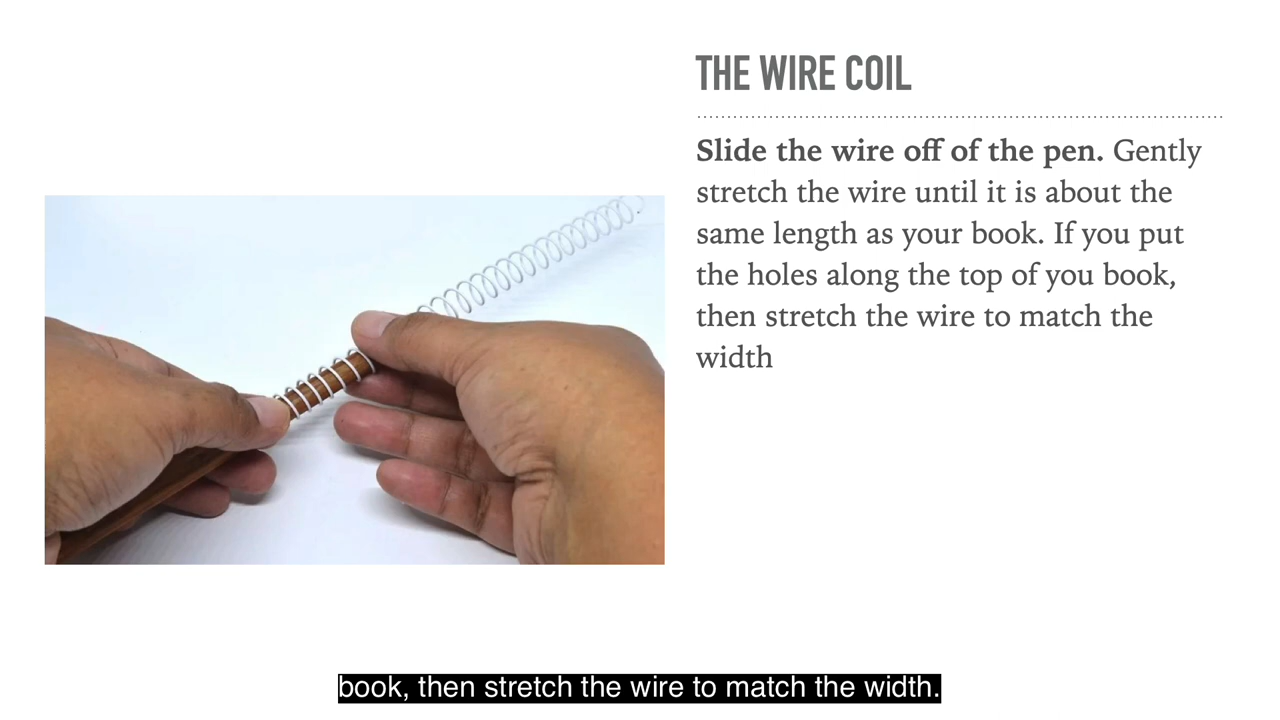 THE WIRE COIL
Slide the wire off of the pen. Gently
stretch the wire until it is about the
same length as your book. If you put
the holes along the top of you book,
then stretch the wire to match the
width
book, then stretch the wire to match the width.